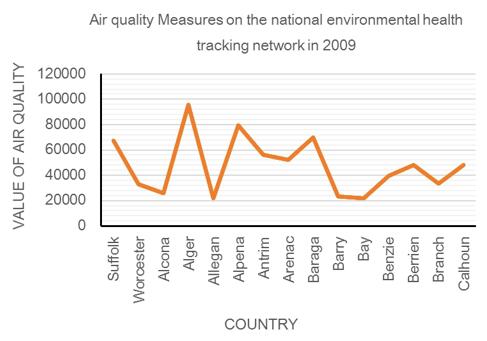 Air quality Measures on the national environmental health
tracking network in 2009
VALUE OF AIR QUALITY
120000
100000
80000
60000
40000
20000
0
Suffolk
Worcester
Alcona
Alger
Allegan
Alpena
Antrim
Arenac
Baraga
Barry
Bay
Benzie
Berrien
Branch
Calhoun
COUNTRY